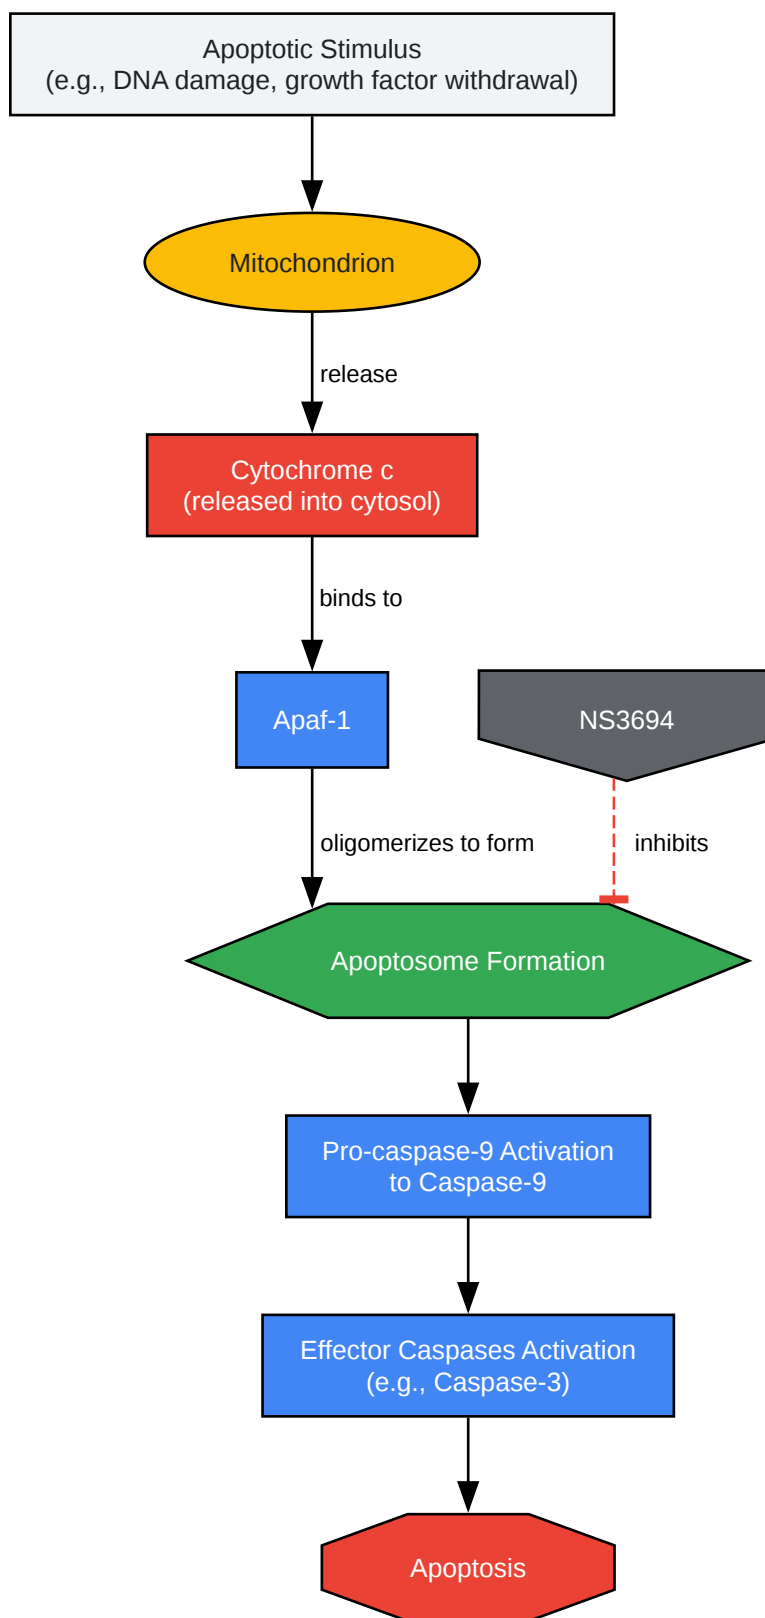 Apoptotic Stimulus
(e.g., DNA damage, growth factor withdrawal)
Mitochondrion
release
Cytochrome c
(released into cytosol)
binds to
Apaf-1
NS3694
oligomerizes to form
inhibits
Apoptosome Formation
Pro-caspase-9 Activation
to Caspase-9
Effector Caspases Activation
(e.g., Caspase-3)
Apoptosis